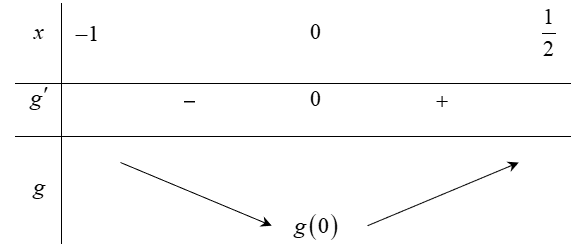 x −1 0 1/2
g′ − 0 +
g
g(0)